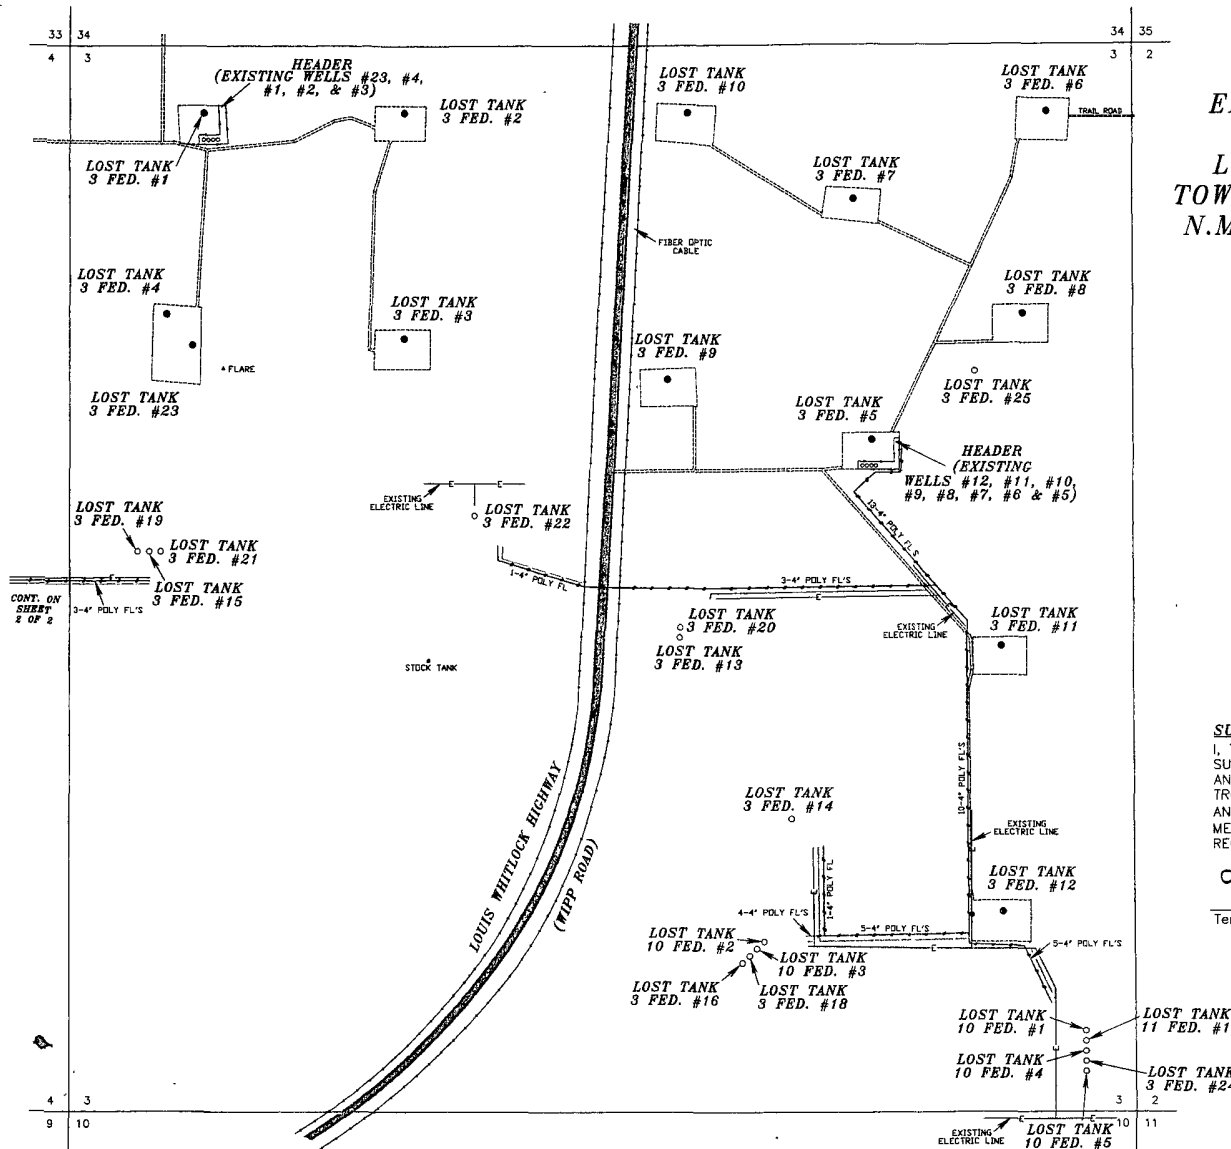 33 34
4 3
34 35
3 2
HEADER
(EXISTING WELLS #23, #4,
#1, #2, & #3)
LOST TANK
3 FED. #2
LOST TANK
3 FED. #1
LOST TANK
3 FED. #10
LOST TANK
3 FED. #6
TRAIL ROAD
LOST TANK
3 FED. #7
FIBER OPTIC
CABLE
LOST TANK
3 FED. #4
LOST TANK
3 FED. #3
LOST TANK
3 FED. #8
LOST TANK
3 FED. #9
FLARE
LOST TANK
3 FED. #23
LOST TANK
3 FED. #25
LOST TANK
3 FED. #5
HEADER
(EXISTING
WELLS #12, #11, #10,
#9, #8, #7, #6 & #5)
EXISTING
ELECTRIC LINE
E E
LOST TANK
3 FED. #22
LOST TANK
3 FED. #19
LOST TANK
3 FED. #21
LOST TANK
3 FED. #15
CONT. ON
SHEET
2 OF 2
3-4" POLY FL'S
1-4" POLY FL
3-4" POLY FL'S
E
13-4" POLY FL'S
EXISTING
ELECTRIC LINE
LOST TANK
3 FED. #20
LOST TANK
3 FED. #13
LOST TANK
3 FED. #11
STOCK TANK
10-4" POLY FL'S
LOUIS WHITLOCK HIGHWAY
(WIPP ROAD)
LOST TANK
3 FED. #14
EXISTING
ELECTRIC LINE
LOST TANK
3 FED. #12
1-4" POLY FL
4-4" POLY FL'S
5-4" POLY FL'S
E
5-4" POLY FL'S
LOST TANK
10 FED. #2
LOST TANK
10 FED. #3
LOST TANK
3 FED. #16
LOST TANK
3 FED. #18
LOST TANK
10 FED. #1
LOST TANK
11 FED. #1
LOST TANK
10 FED. #4
LOST TANK
3 FED. #24
LOST TANK
10 FED. #5
EXISTING
ELECTRIC LINE
E E
4 3
9 10
3 2
10 11
E
L
TOW
N.M
SU
I, 
SU
AN
TR
AN
ME
RE
C
Te